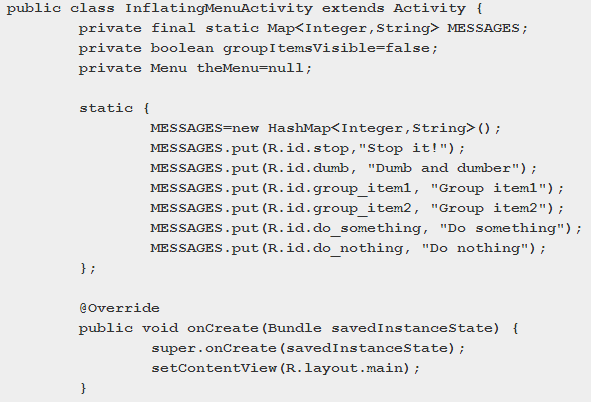 public class InflatingMenuActivity extends Activity {
        private final static Map<Integer,String> MESSAGES;
        private boolean groupItemsVisible=false;
        private Menu theMenu=null;

        static {
                MESSAGES=new HashMap<Integer,String>();
                MESSAGES.put(R.id.stop,"Stop it!");
                MESSAGES.put(R.id.dumb, "Dumb and dumber");
                MESSAGES.put(R.id.group_item1, "Group item1");
                MESSAGES.put(R.id.group_item2, "Group item2");
                MESSAGES.put(R.id.do_something, "Do something");
                MESSAGES.put(R.id.do_nothing, "Do nothing");
        };

        @Override
        public void onCreate(Bundle savedInstanceState) {
                super.onCreate(savedInstanceState);
                setContentView(R.layout.main);
        }